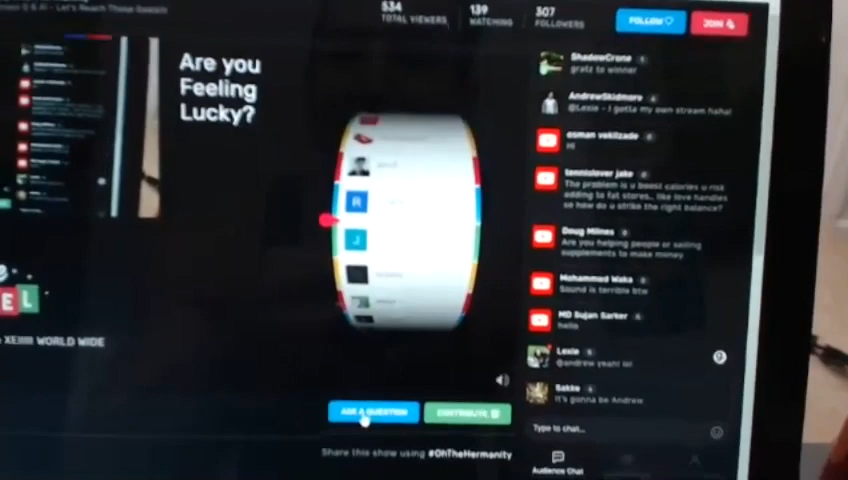 534
TOTAL VIEWERS
139
WATCHING
307
FOLLOWERS
FOLLOW
JOIN
Are you
Feeling
Lucky?
R
J
ShadowCrone
gratz to winner
AndrewSkidmore
@Lexie - I gotta my own stream haha!
osman vekilzade
Hi
tennislover jake
The problem is u boost calories u risk
adding to fat stores.. like love handles
so how do u strike the right balance?
Doug Milnes
Are you helping people or selling
supplements to make money
Mohammed Waka
Sound is terrible btw
MD Sujan Sarker
hello
Lexie
@andrew yeah! lol
Sakke
It's gonna be Andrew
EL
WORLD WIDE
ASK A QUESTION
CONTRIBUTE
Share this show using #OhTheHermanity
Type to chat...
Audience Chat